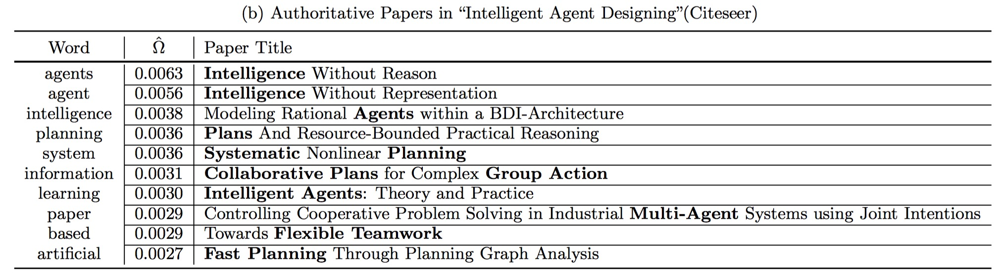 (b) Authoritative Papers in “Intelligent Agent Designing”(Citeseer)
Word Ω̂ Paper Title
agents 0.0063 Intelligence Without Reason
agent 0.0056 Intelligence Without Representation
intelligence 0.0038 Modeling Rational Agents within a BDI-Architecture
planning 0.0036 Plans And Resource-Bounded Practical Reasoning
system 0.0036 Systematic Nonlinear Planning
information 0.0031 Collaborative Plans for Complex Group Action
learning 0.0030 Intelligent Agents: Theory and Practice
paper 0.0029 Controlling Cooperative Problem Solving in Industrial Multi-Agent Systems using Joint Intentions
based 0.0029 Towards Flexible Teamwork
artificial 0.0027 Fast Planning Through Planning Graph Analysis